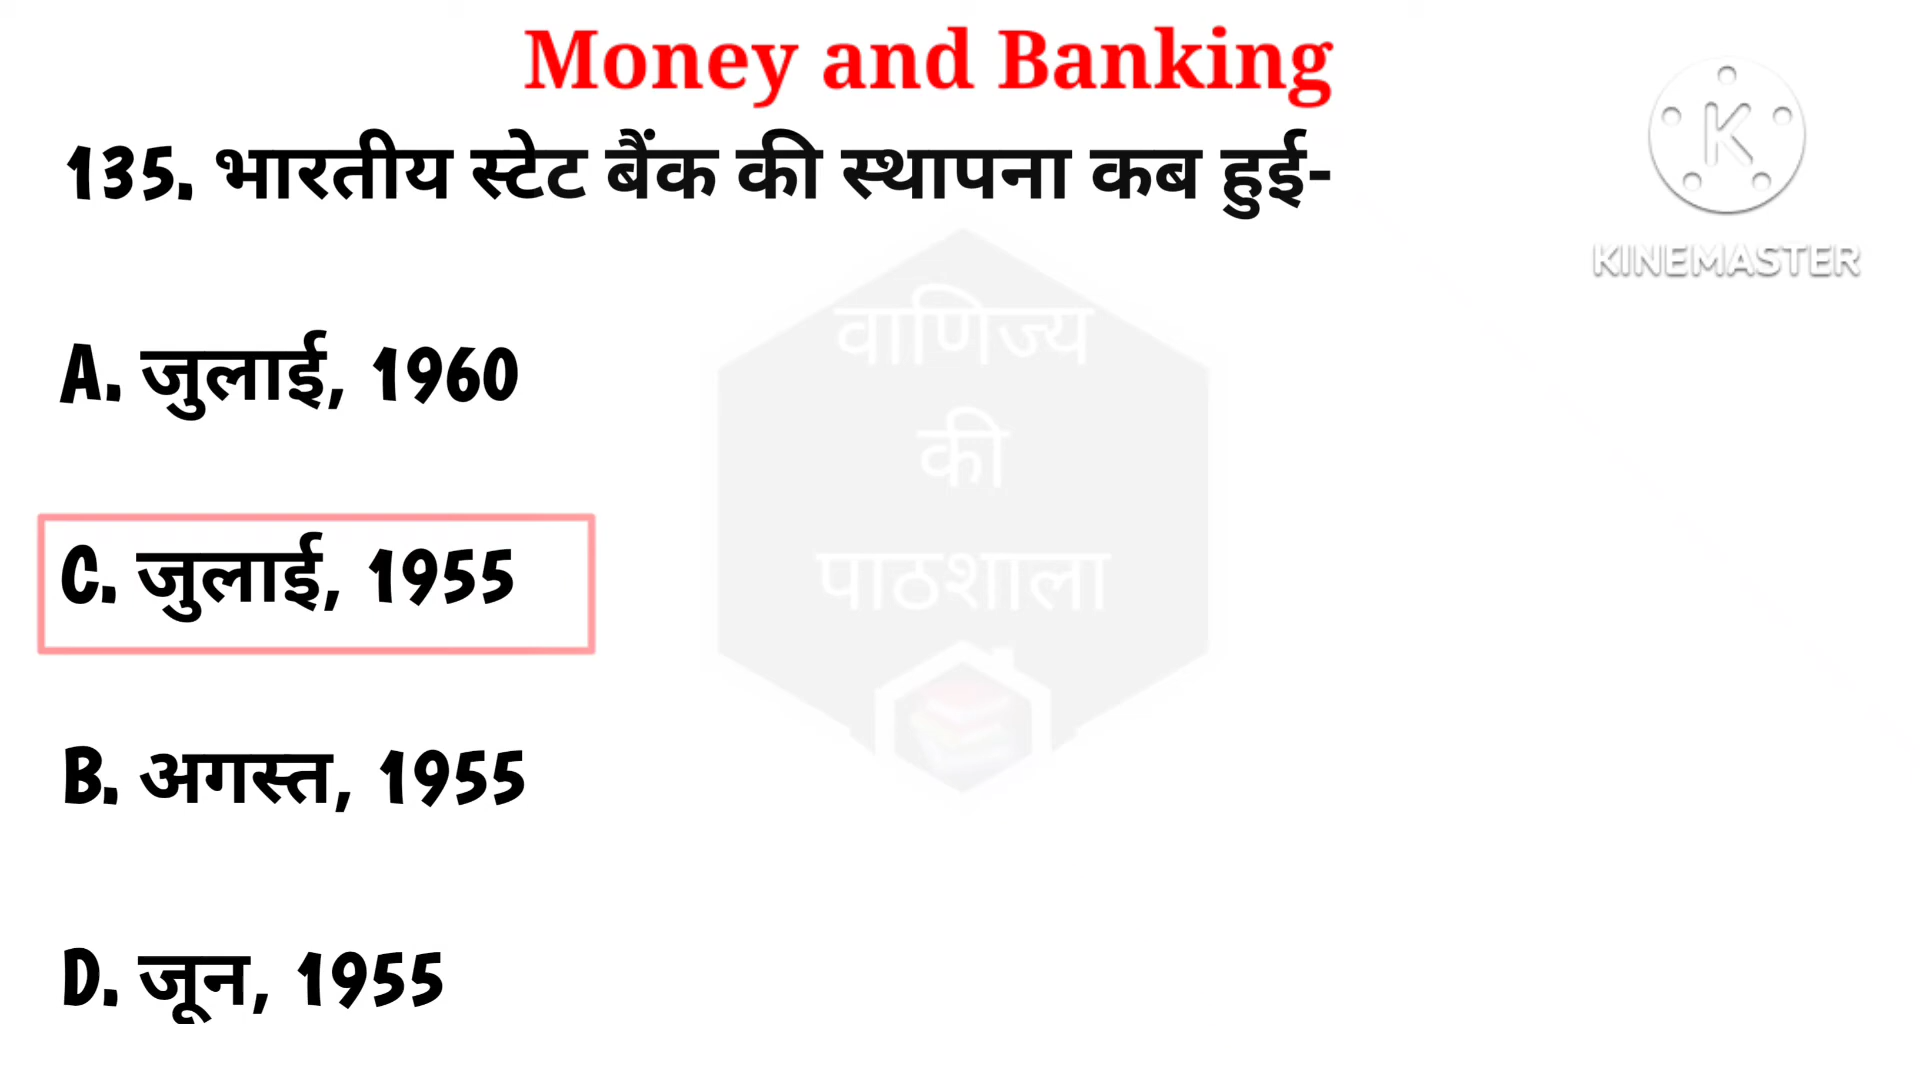 Money and Banking
135. भारतीय स्टेट बैंक की स्थापना कब हुई-
K
KINEMASTER
वाणिज्य
की
पाठशाला
A. जुलाई, 1960
C. जुलाई, 1955
B. अगस्त, 1955
D. जून, 1955